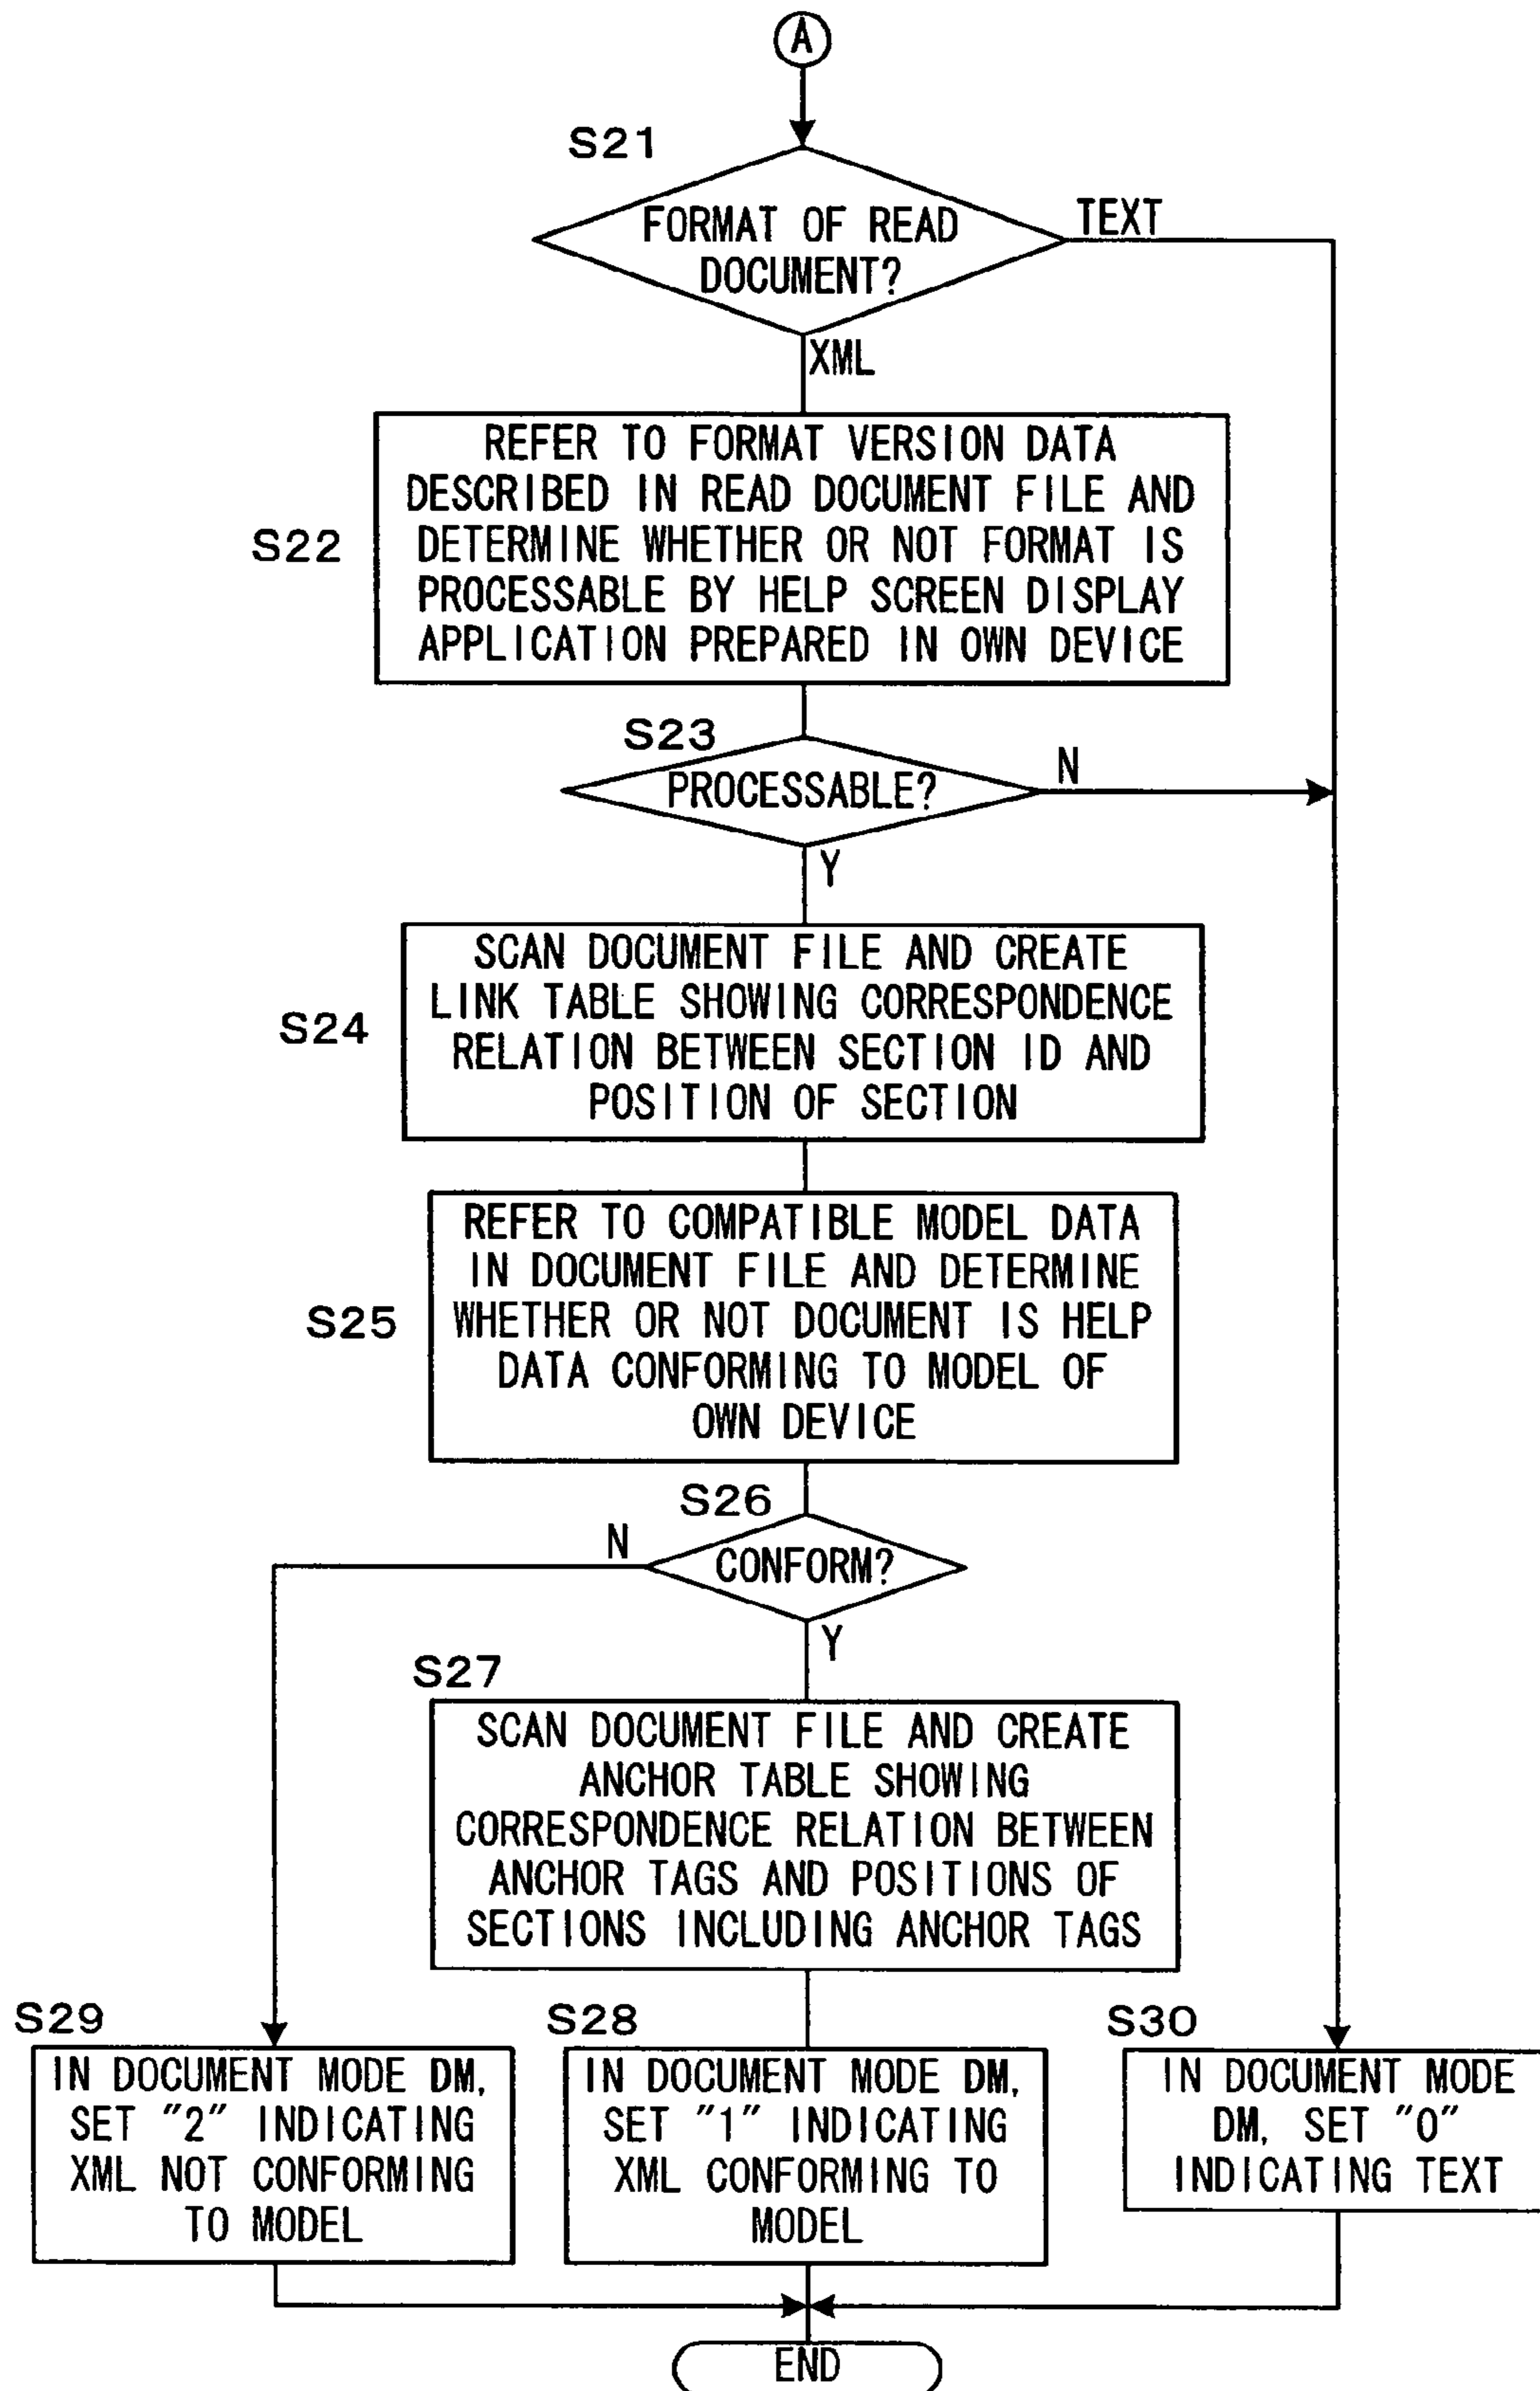 A
S21
FORMAT OF READ
DOCUMENT?
TEXT
XML
S22
REFER TO FORMAT VERSION DATA
DESCRIBED IN READ DOCUMENT FILE AND
DETERMINE WHETHER OR NOT FORMAT IS
PROCESSABLE BY HELP SCREEN DISPLAY
APPLICATION PREPARED IN OWN DEVICE
S23
PROCESSABLE?
N
Y
S24
SCAN DOCUMENT FILE AND CREATE
LINK TABLE SHOWING CORRESPONDENCE
RELATION BETWEEN SECTION ID AND
POSITION OF SECTION
S25
REFER TO COMPATIBLE MODEL DATA
IN DOCUMENT FILE AND DETERMINE
WHETHER OR NOT DOCUMENT IS HELP
DATA CONFORMING TO MODEL OF
OWN DEVICE
S26
N
CONFORM?
Y
S27
SCAN DOCUMENT FILE AND CREATE
ANCHOR TABLE SHOWING
CORRESPONDENCE RELATION BETWEEN
ANCHOR TAGS AND POSITIONS OF
SECTIONS INCLUDING ANCHOR TAGS
S29
IN DOCUMENT MODE DM,
SET "2" INDICATING
XML NOT CONFORMING
TO MODEL
S28
IN DOCUMENT MODE DM,
SET "1" INDICATING
XML CONFORMING TO
MODEL
S30
IN DOCUMENT MODE
DM, SET "0"
INDICATING TEXT
END